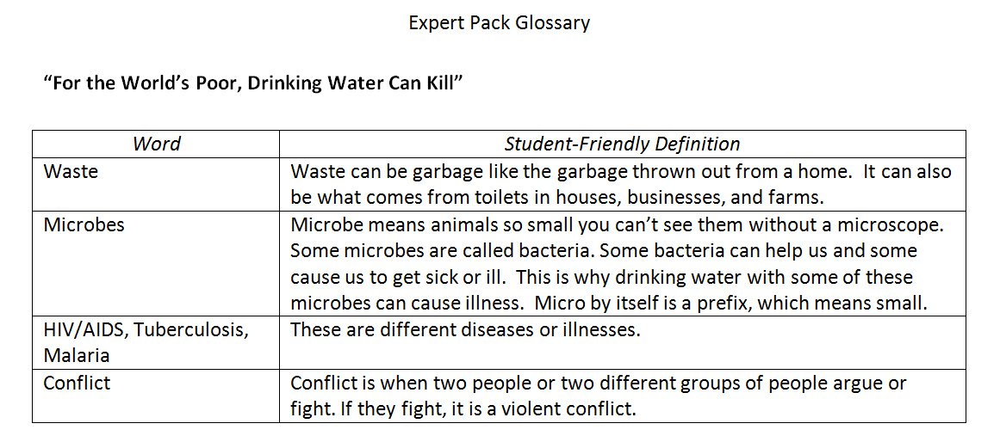 Expert Pack Glossary
“For the World’s Poor, Drinking Water Can Kill”
Word
Student-Friendly Definition
Waste
Waste can be garbage like the garbage thrown out from a home.  It can also
be what comes from toilets in houses, businesses, and farms.
Microbes
Microbe means animals so small you can’t see them without a microscope.
Some microbes are called bacteria. Some bacteria can help us and some
cause us to get sick or ill.  This is why drinking water with some of these
microbes can cause illness.  Micro by itself is a prefix, which means small.
HIV/AIDS, Tuberculosis,
Malaria
These are different diseases or illnesses.
Conflict
Conflict is when two people or two different groups of people argue or
fight. If they fight, it is a violent conflict.